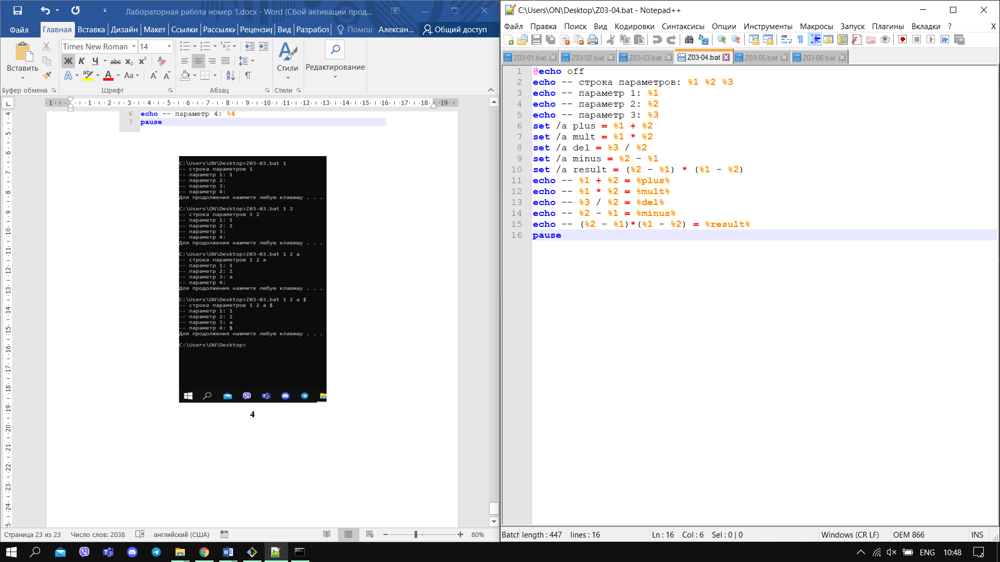 Лабораторная работа номер 1.docx - Word (Сбой активации прод...
Файл
Главная
Вставка
Дизайн
Макет
Ссылки
Рассылки
Рецензир
Вид
Разработ
Помощ
Алексан...
Общий доступ
Times New Roman
14
Вставить
Ж К Ч abc x₂ x²
Aa
Стили
Редактирование
Буфер обмена
Шрифт
Абзац
Стили
6 echo -- параметр 4: %4
7 pause
C:\Users\ON\Desktop>Z03-03.bat 1
-- строка параметров 1
-- параметр 1: 1
-- параметр 2:
-- параметр 3:
-- параметр 4:
Для продолжения нажмите любую клавишу . . .
C:\Users\ON\Desktop>Z03-03.bat 1 2
-- строка параметров 1 2
-- параметр 1: 1
-- параметр 2: 2
-- параметр 3:
-- параметр 4:
Для продолжения нажмите любую клавишу . . .
C:\Users\ON\Desktop>Z03-03.bat 1 2 a
-- строка параметров 1 2 a
-- параметр 1: 1
-- параметр 2: 2
-- параметр 3: a
-- параметр 4:
Для продолжения нажмите любую клавишу . . .
C:\Users\ON\Desktop>Z03-03.bat 1 2 a $
-- строка параметров 1 2 a $
-- параметр 1: 1
-- параметр 2: 2
-- параметр 3: a
-- параметр 4: $
Для продолжения нажмите любую клавишу . . .
C:\Users\ON\Desktop>
4
Страница 23 из 23
Число слов: 2038
английский (США)
80%
C:\Users\ON\Desktop\Z03-04.bat - Notepad++
Файл Правка Поиск Вид Кодировки Синтаксисы Опции Инструменты Макросы Запуск Плагины Вкладки ? X
Z03-01.bat Z03-02.bat Z03-03.bat Z03-04.bat Z03-05.bat Z03-06.bat
1 @echo off
2 echo -- строка параметров: %1 %2 %3
3 echo -- параметр 1: %1
4 echo -- параметр 2: %2
5 echo -- параметр 3: %3
6 set /a plus = %1 + %2
7 set /a mult = %1 * %2
8 set /a del = %3 / %2
9 set /a minus = %2 - %1
10 set /a result = (%2 - %1) * (%1 - %2)
11 echo -- %1 + %2 = %plus%
12 echo -- %1 * %2 = %mult%
13 echo -- %3 / %2 = %del%
14 echo -- %2 - %1 = %minus%
15 echo -- (%2 - %1)*(%1 - %2) = %result%
16 pause
Batch length : 447 lines : 16
Ln : 16 Col : 6 Sel : 0 | 0
Windows (CR LF)
OEM 866
INS
ENG
10:48